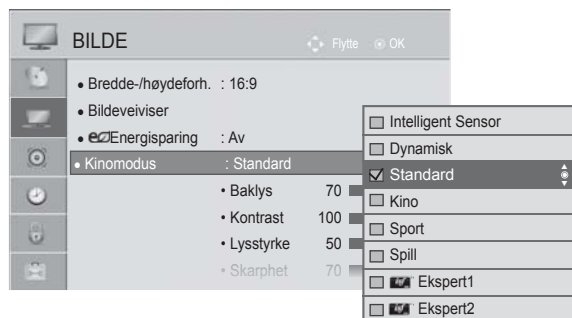 BILDE
Flytte OK
• Bredde-/høydeforh. : 16:9
• Bildeveiviser
• eco Energisparing : Av
• Kinomodus : Standard
• Baklys 70
• Kontrast 100
• Lysstyrke 50
• Skarphet 70
Intelligent Sensor
Dynamisk
Standard
Kino
Sport
Spill
Ekspert1
Ekspert2